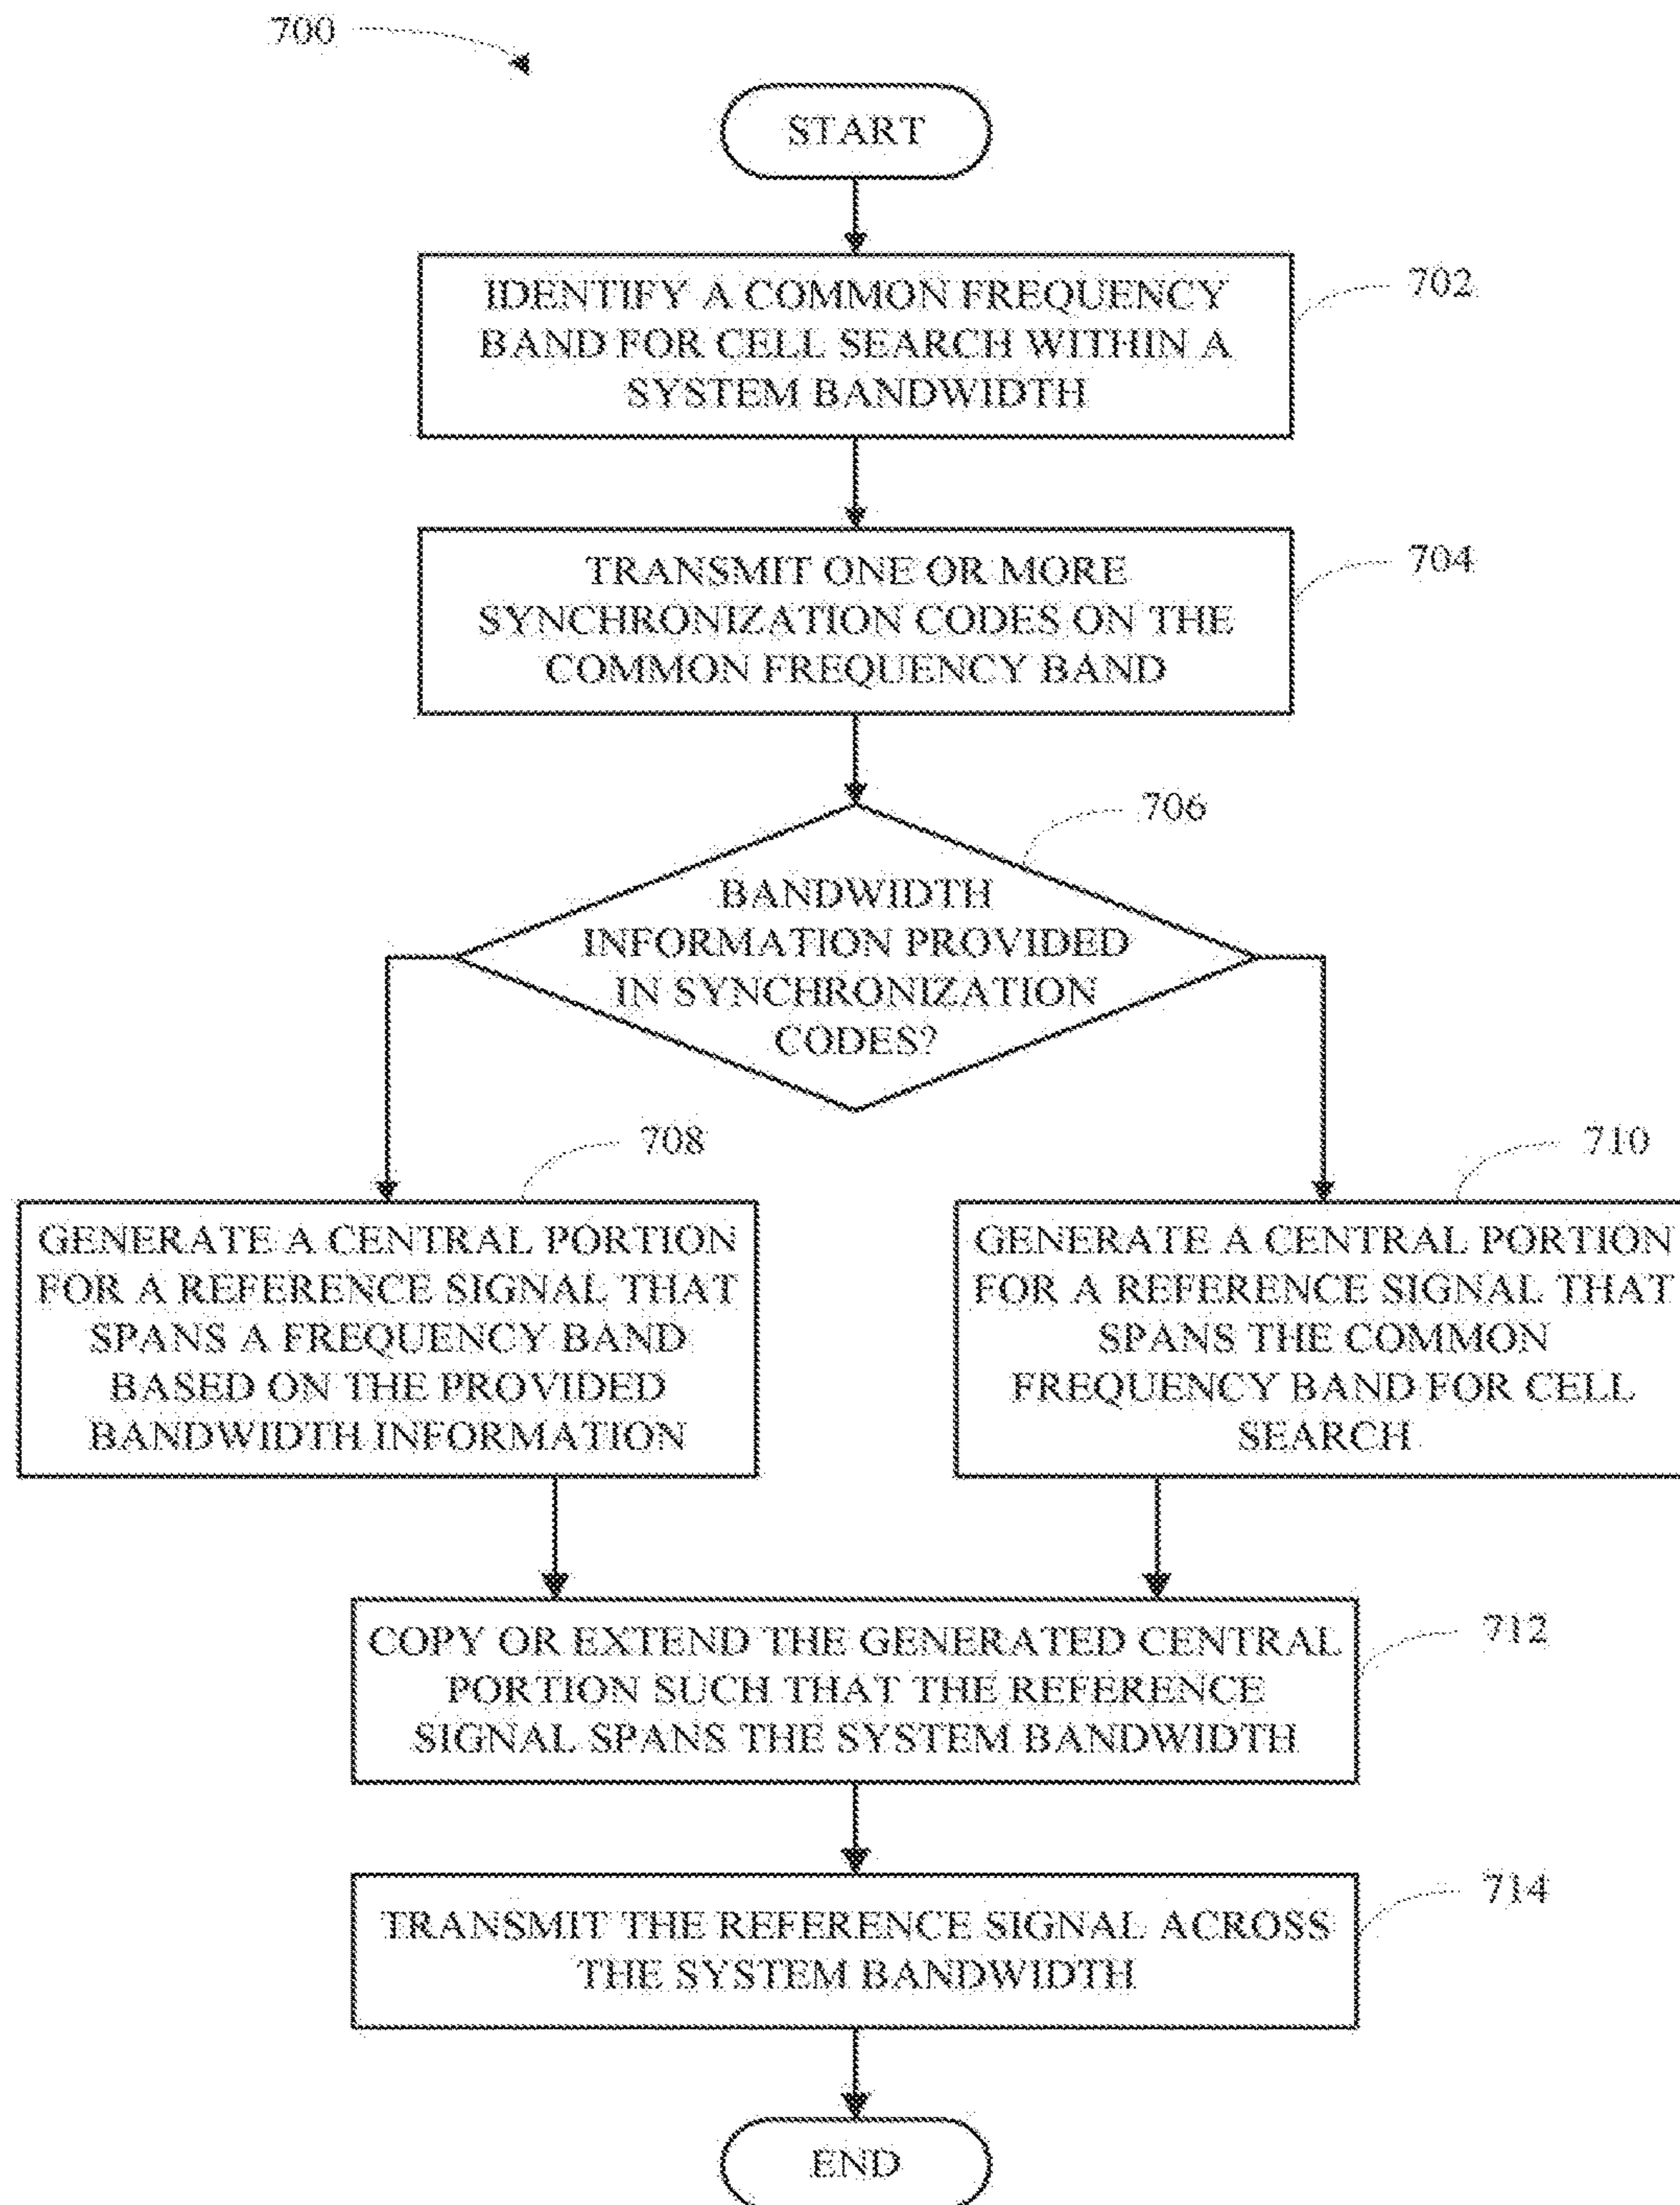 700
START
IDENTIFY A COMMON FREQUENCY
BAND FOR CELL SEARCH WITHIN A
SYSTEM BANDWIDTH
702
TRANSMIT ONE OR MORE
SYNCHRONIZATION CODES ON THE
COMMON FREQUENCY BAND
704
706
BANDWIDTH
INFORMATION PROVIDED
IN SYNCHRONIZATION
CODES?
708
GENERATE A CENTRAL PORTION
FOR A REFERENCE SIGNAL THAT
SPANS A FREQUENCY BAND
BASED ON THE PROVIDED
BANDWIDTH INFORMATION
710
GENERATE A CENTRAL PORTION
FOR A REFERENCE SIGNAL THAT
SPANS THE COMMON
FREQUENCY BAND FOR CELL
SEARCH
COPY OR EXTEND THE GENERATED CENTRAL
PORTION SUCH THAT THE REFERENCE
SIGNAL SPANS THE SYSTEM BANDWIDTH
712
TRANSMIT THE REFERENCE SIGNAL ACROSS
THE SYSTEM BANDWIDTH
714
END